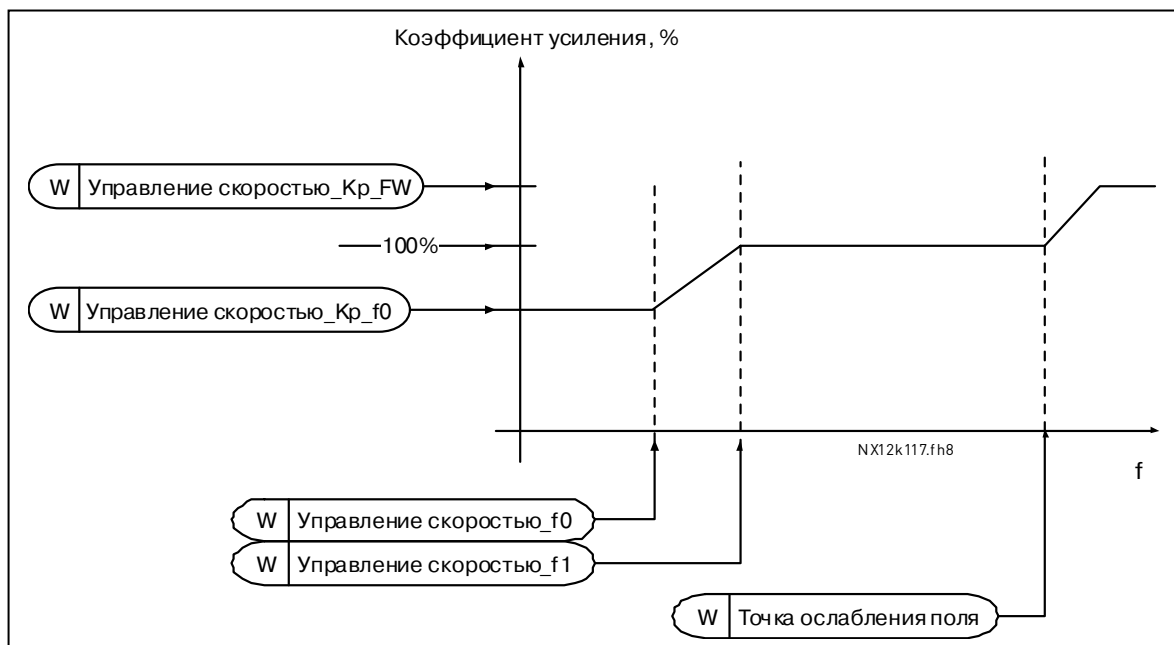 Коэффициент усиления, %
W Управление скоростью_Kp_FW
100%
W Управление скоростью_Kp_f0
NX12k117.fh8
f
W Управление скоростью_f0
W Управление скоростью_f1
W Точка ослабления поля